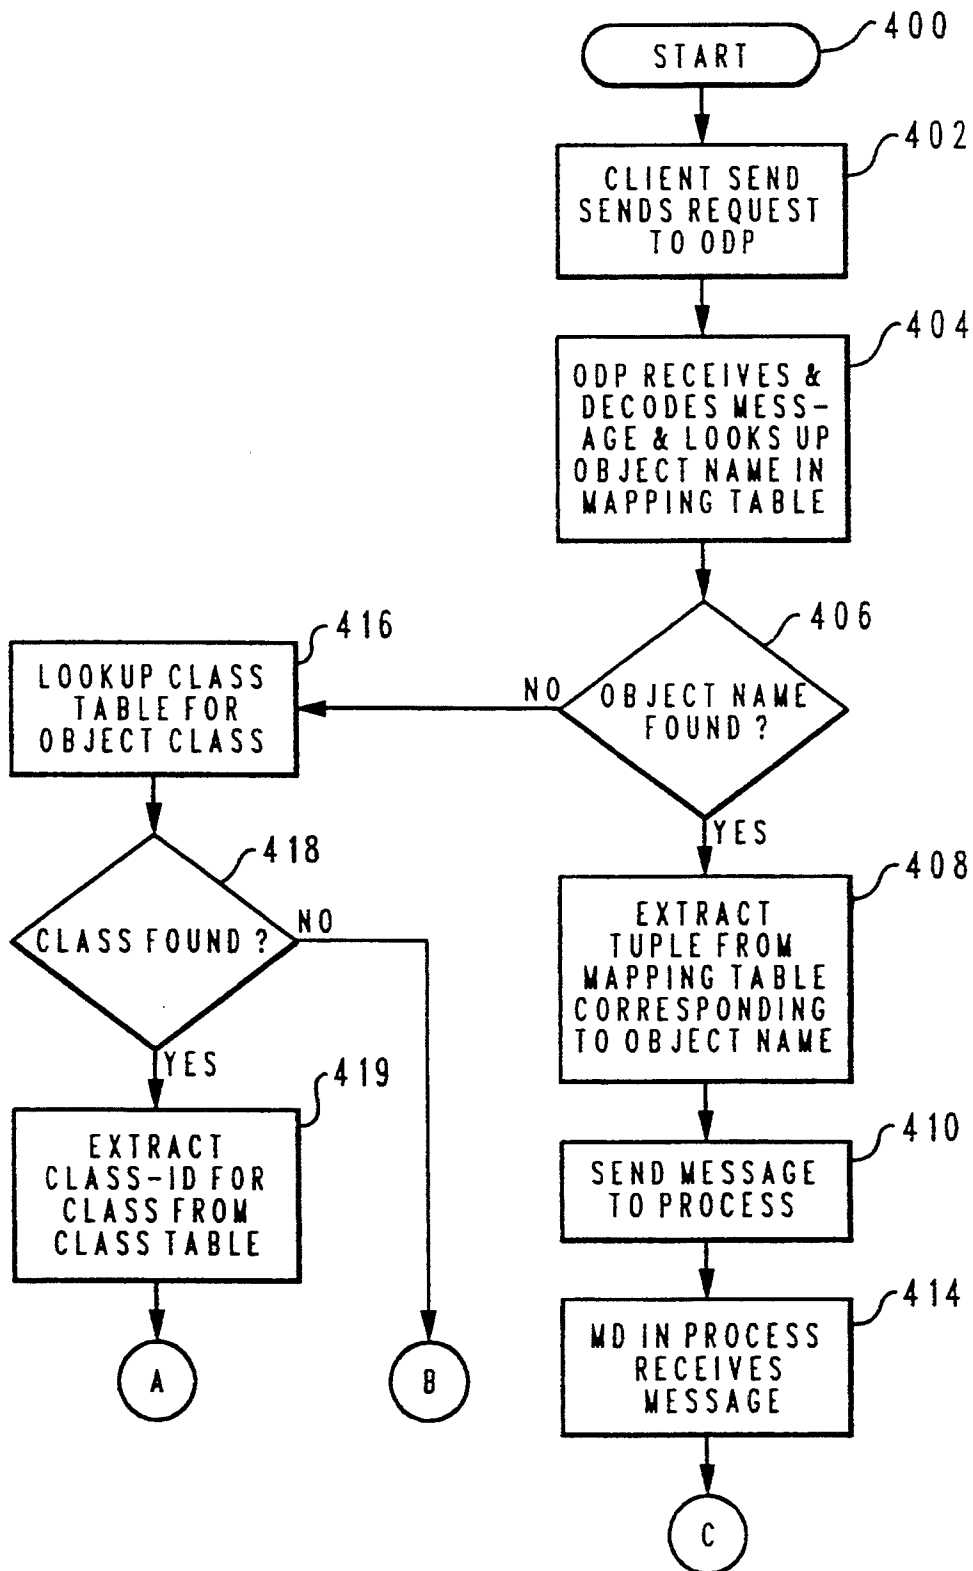 400
START
402
CLIENT SEND
SENDS REQUEST
TO ODP
404
ODP RECEIVES &
DECODES MESS-
AGE & LOOKS UP
OBJECT NAME IN
MAPPING TABLE
406
OBJECT NAME
FOUND ?
NO
YES
416
LOOKUP CLASS
TABLE FOR
OBJECT CLASS
418
CLASS FOUND ?
NO
YES
419
EXTRACT
CLASS-ID FOR
CLASS FROM
CLASS TABLE
A
B
408
EXTRACT
TUPLE FROM
MAPPING TABLE
CORRESPONDING
TO OBJECT NAME
410
SEND MESSAGE
TO PROCESS
414
MD IN PROCESS
RECEIVES
MESSAGE
C